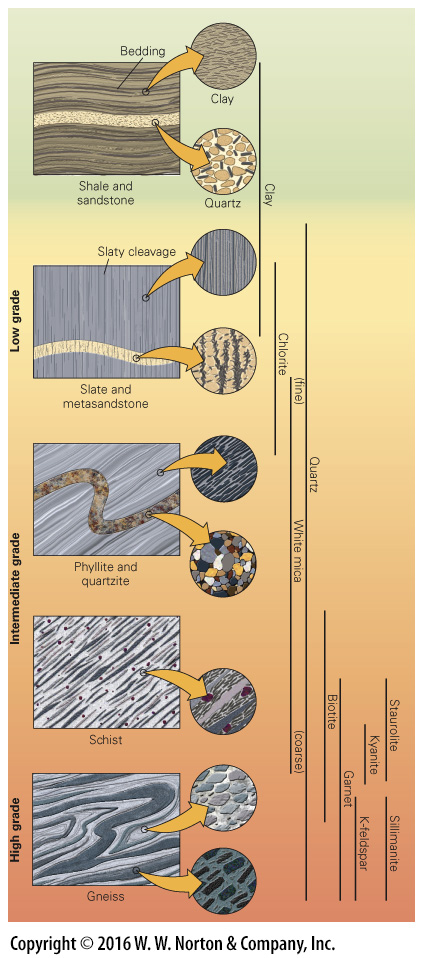 Bedding
Clay
Shale and
sandstone
Quartz
Clay
Low grade
Slaty cleavage
Slate and
metasandstone
Chlorite
(fine)
Quartz
White mica
(coarse)
Intermediate grade
Phyllite and
quartzite
Schist
Biotite
Garnet
Kyanite
Staurolite
High grade
Gneiss
K-feldspar
Sillimanite
Copyright © 2016 W. W. Norton & Company, Inc.